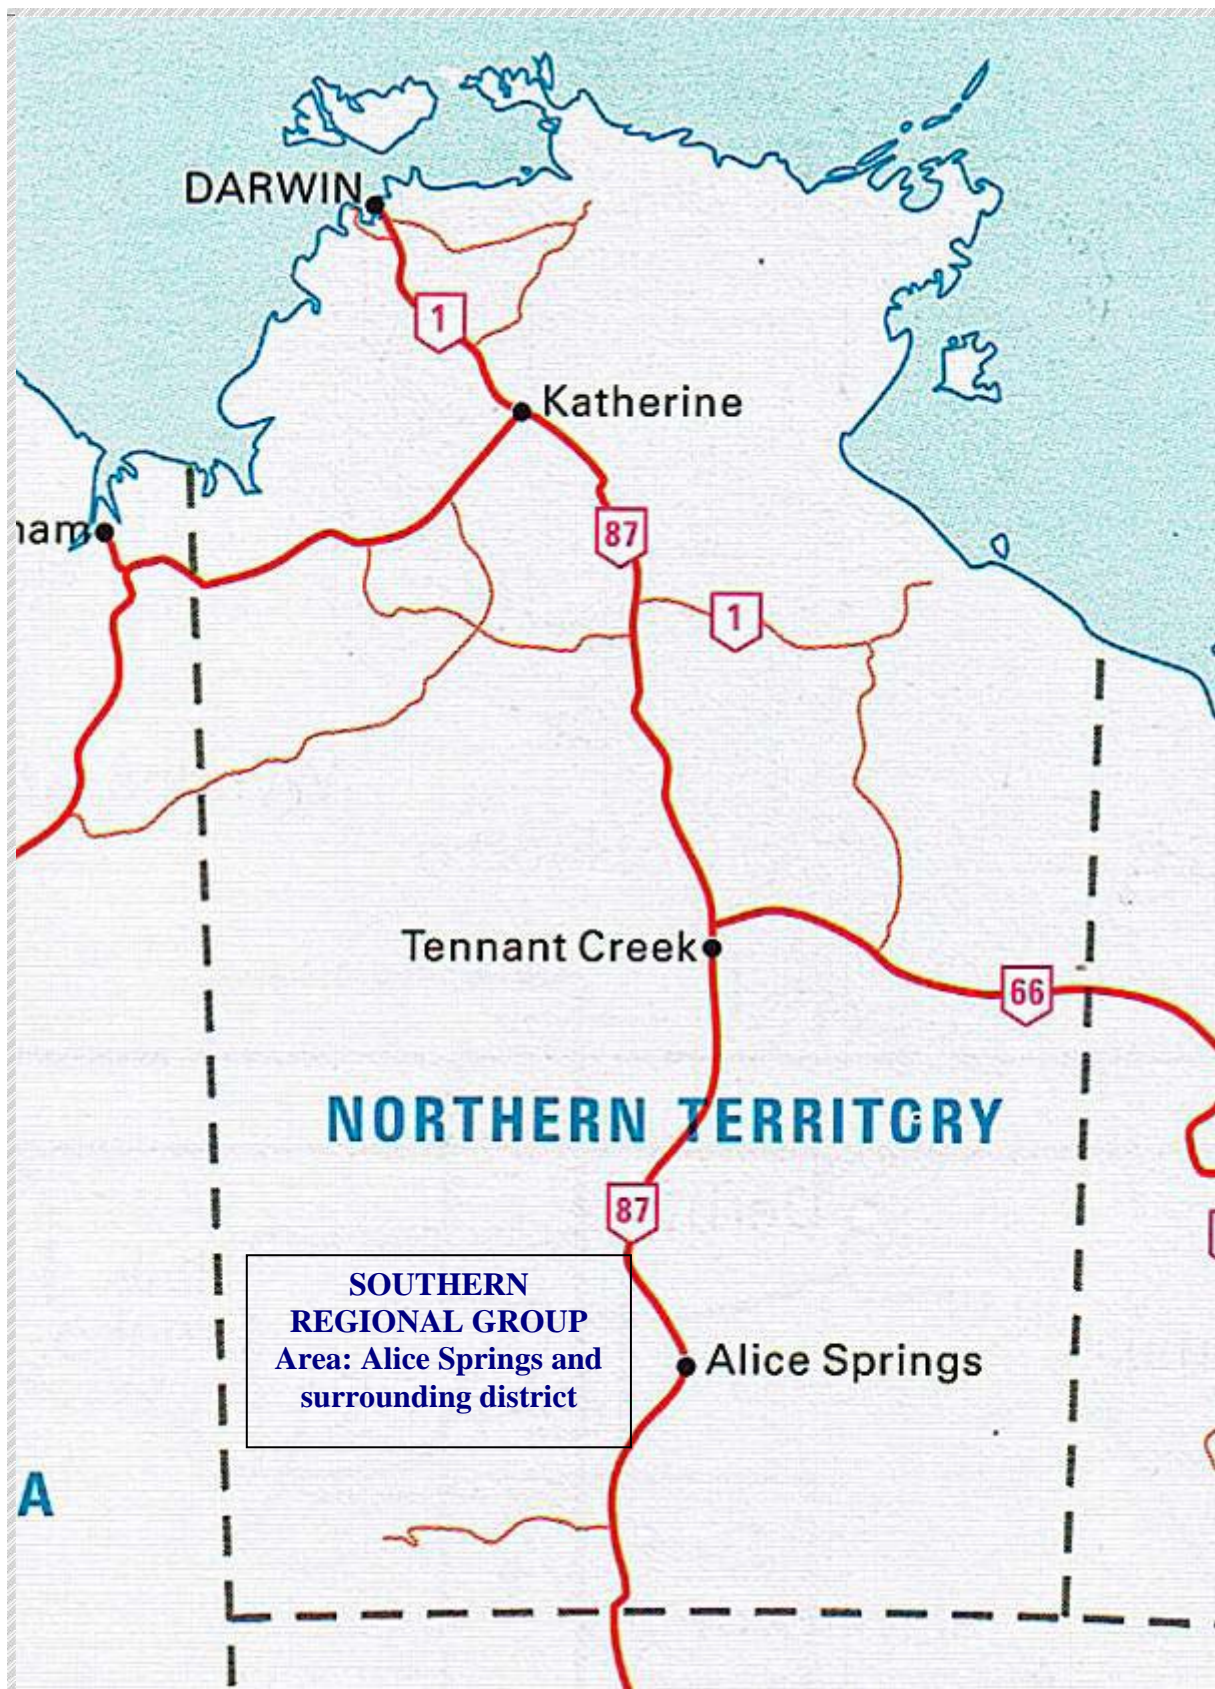 DARWIN
1
Katherine
ham
87
1
Tennant Creek
66
NORTHERN TERRITORY
87
SOUTHERN
REGIONAL GROUP
Area: Alice Springs and
surrounding district
Alice Springs
A